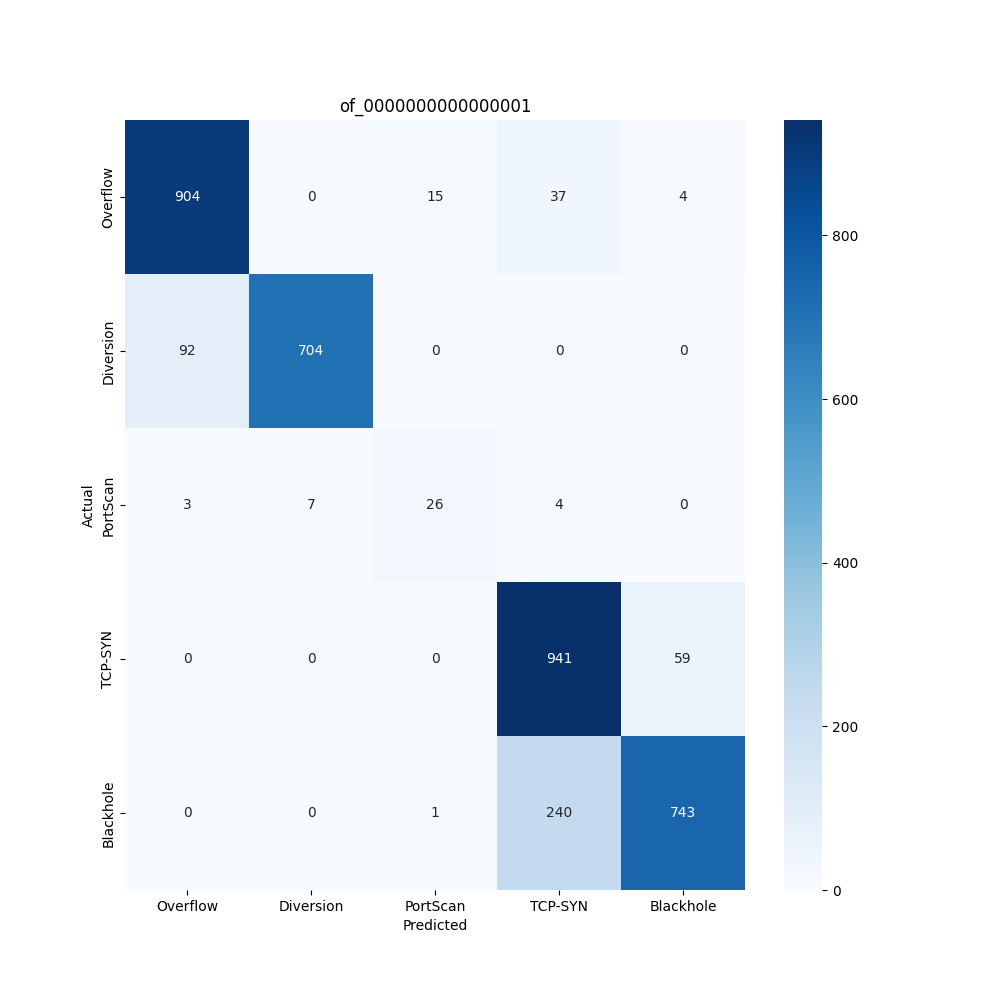 of_0000000000000001
Overflow 904 0 15 37 4
Diversion 92 704 0 0 0
PortScan 3 7 26 4 0
TCP-SYN 0 0 0 941 59
Blackhole 0 0 1 240 743
Actual
Overflow Diversion PortScan TCP-SYN Blackhole
Predicted
800
600
400
200
0